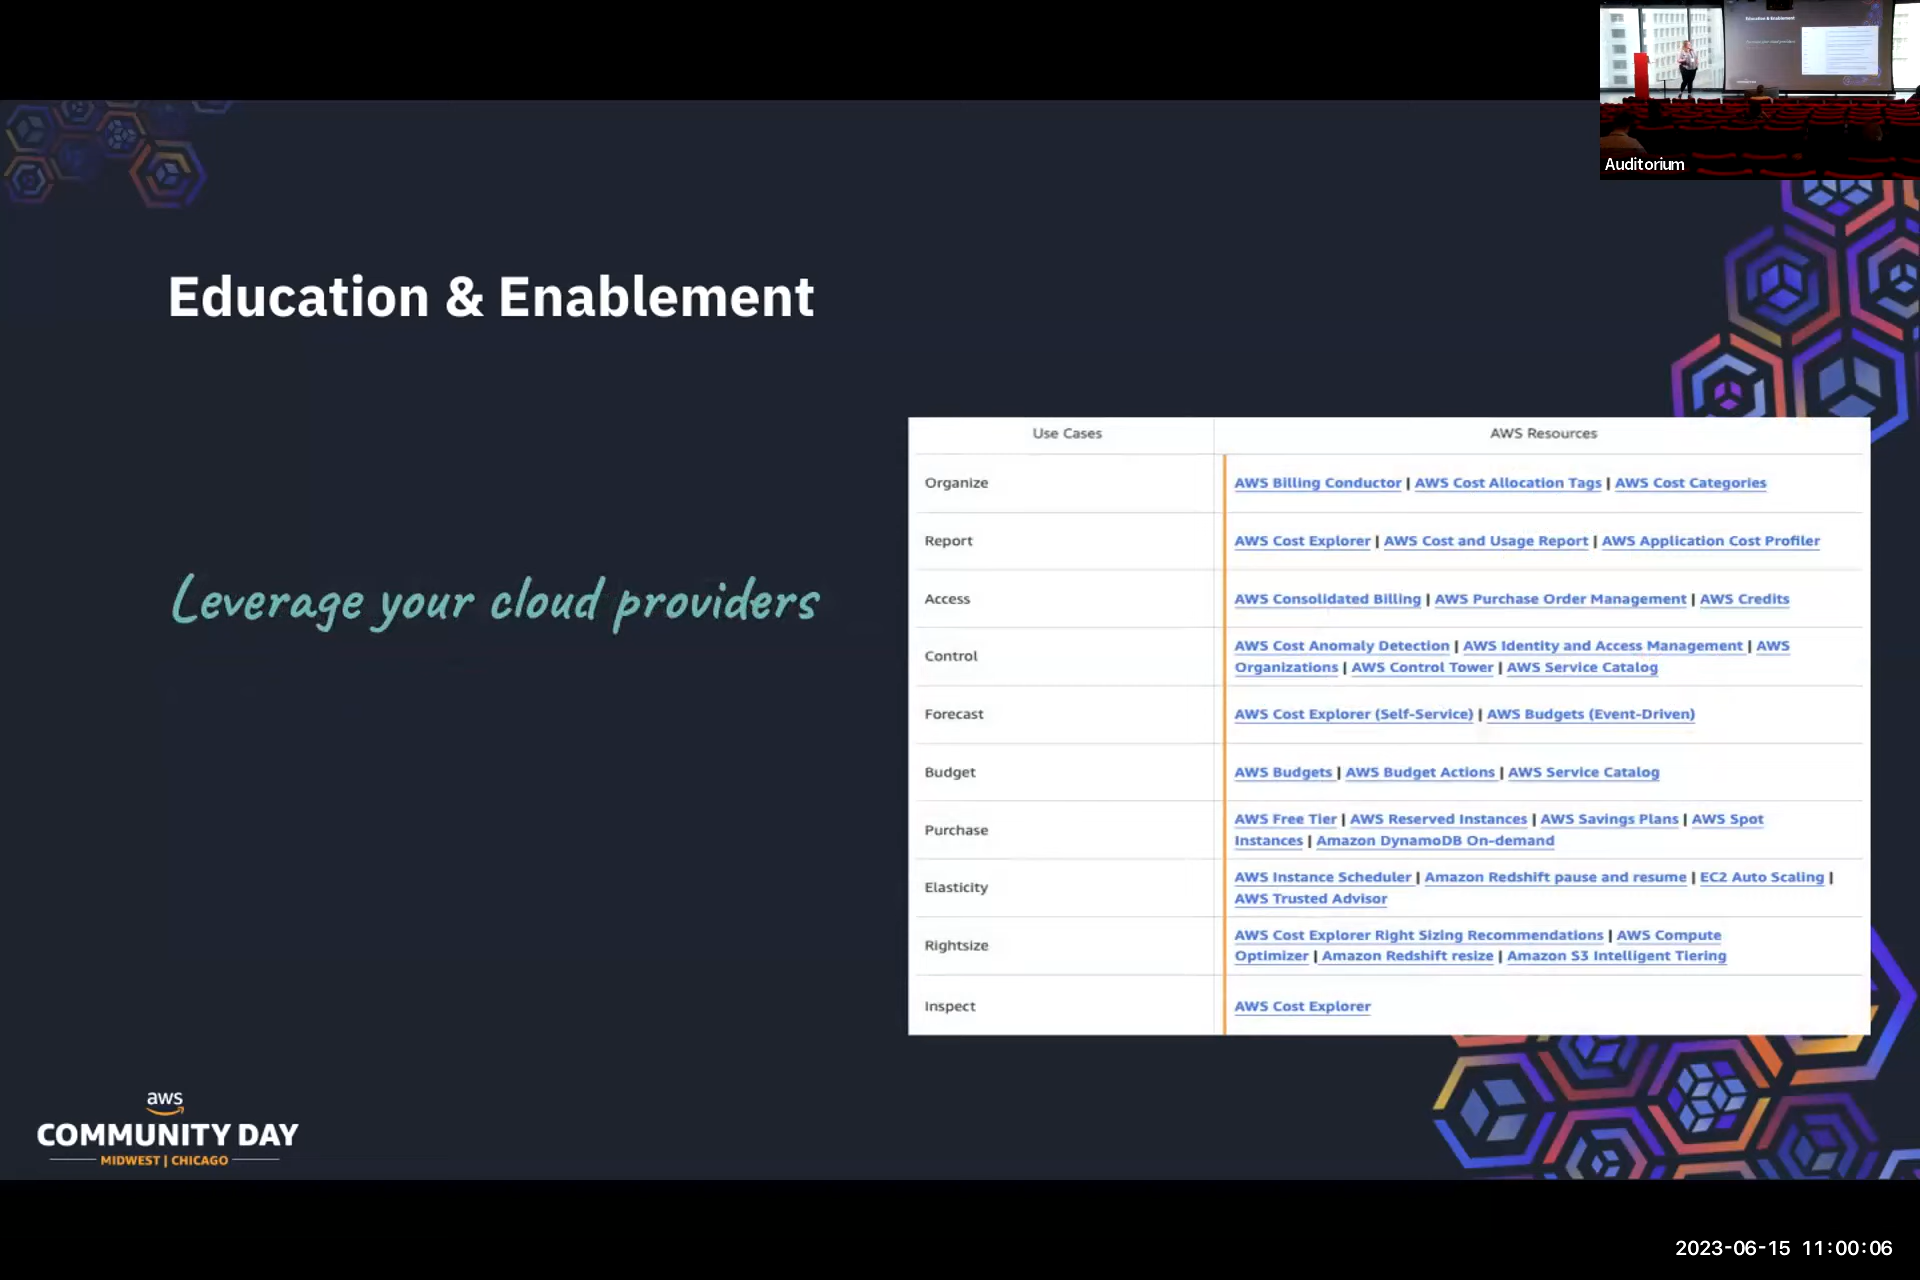 Auditorium
Education & Enablement
Leverage your cloud providers
Use Cases AWS Resources
Organize AWS Billing Conductor | AWS Cost Allocation Tags | AWS Cost Categories
Report AWS Cost Explorer | AWS Cost and Usage Report | AWS Application Cost Profiler
Access AWS Consolidated Billing | AWS Purchase Order Management | AWS Credits
Control AWS Cost Anomaly Detection | AWS Identity and Access Management | AWS
Organizations | AWS Control Tower | AWS Service Catalog
Forecast AWS Cost Explorer (Self-Service) | AWS Budgets (Event-Driven)
Budget AWS Budgets | AWS Budget Actions | AWS Service Catalog
Purchase AWS Free Tier | AWS Reserved Instances | AWS Savings Plans | AWS Spot
Instances | Amazon DynamoDB On-demand
Elasticity AWS Instance Scheduler | Amazon Redshift pause and resume | EC2 Auto Scaling |
AWS Trusted Advisor
Rightsize AWS Cost Explorer Right Sizing Recommendations | AWS Compute
Optimizer | Amazon Redshift resize | Amazon S3 Intelligent Tiering
Inspect AWS Cost Explorer
aws
COMMUNITY DAY
MIDWEST | CHICAGO
2023-06-15 11:00:06